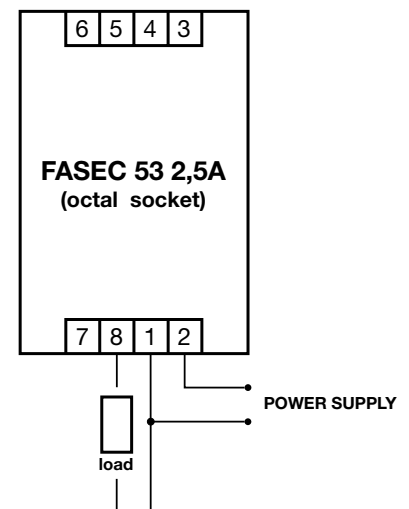 6 5 4 3
FASEC 53 2,5A
(octal socket)
7 8 1 2
POWER SUPPLY
load